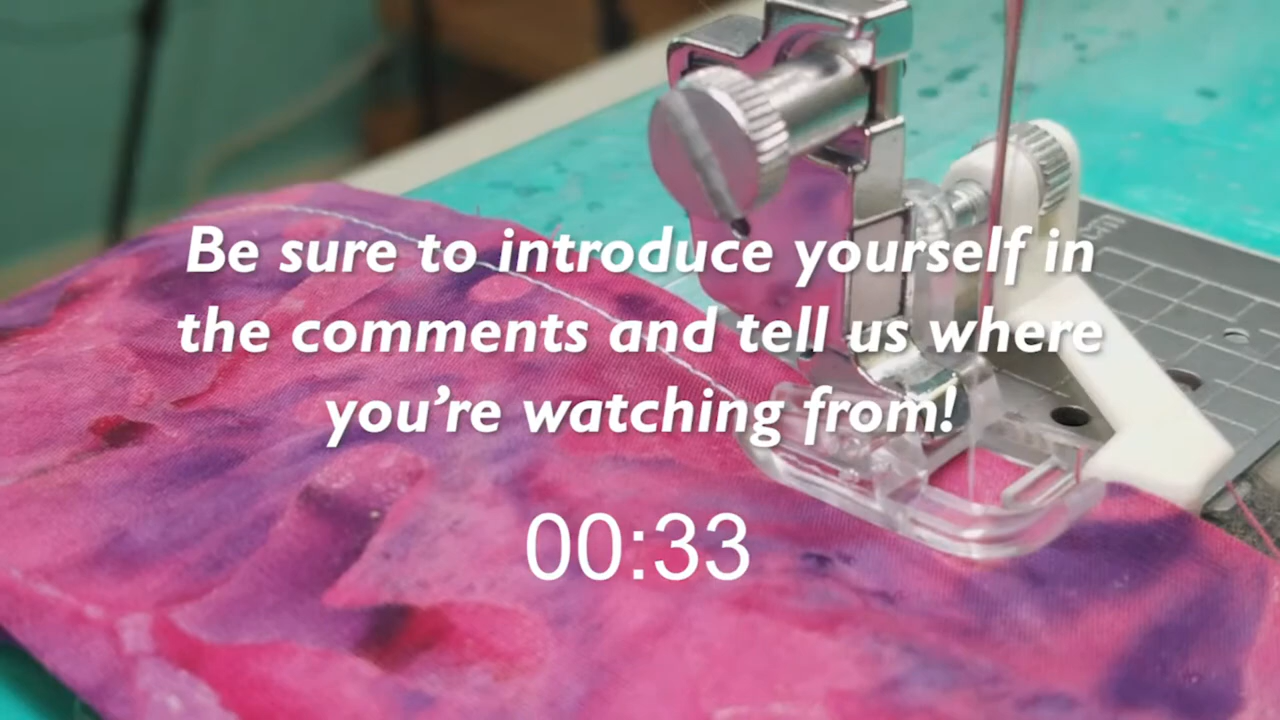 Be sure to introduce yourself in
the comments and tell us where
you're watching from!
00:33